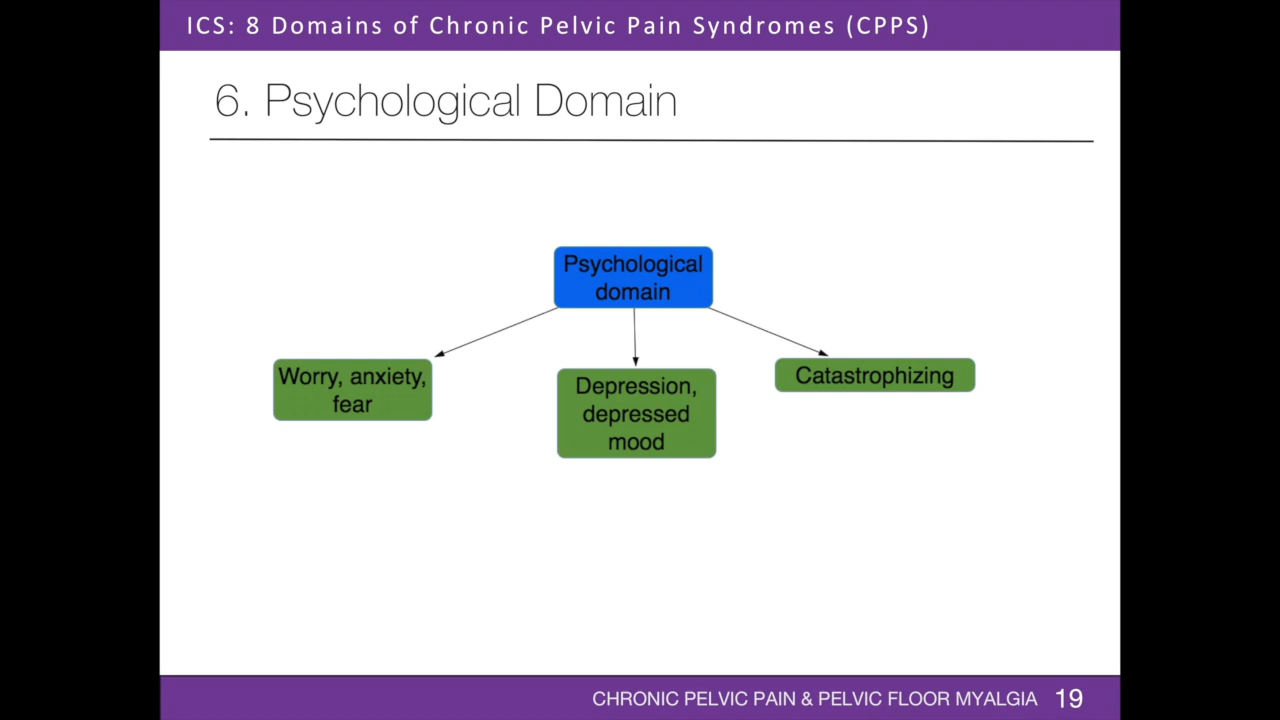 ICS: 8 Domains of Chronic Pelvic Pain Syndromes (CPPS)
6. Psychological Domain
Psychological
domain
Worry, anxiety,
fear
Depression,
depressed
mood
Catastrophizing
CHRONIC PELVIC PAIN & PELVIC FLOOR MYALGIA 19